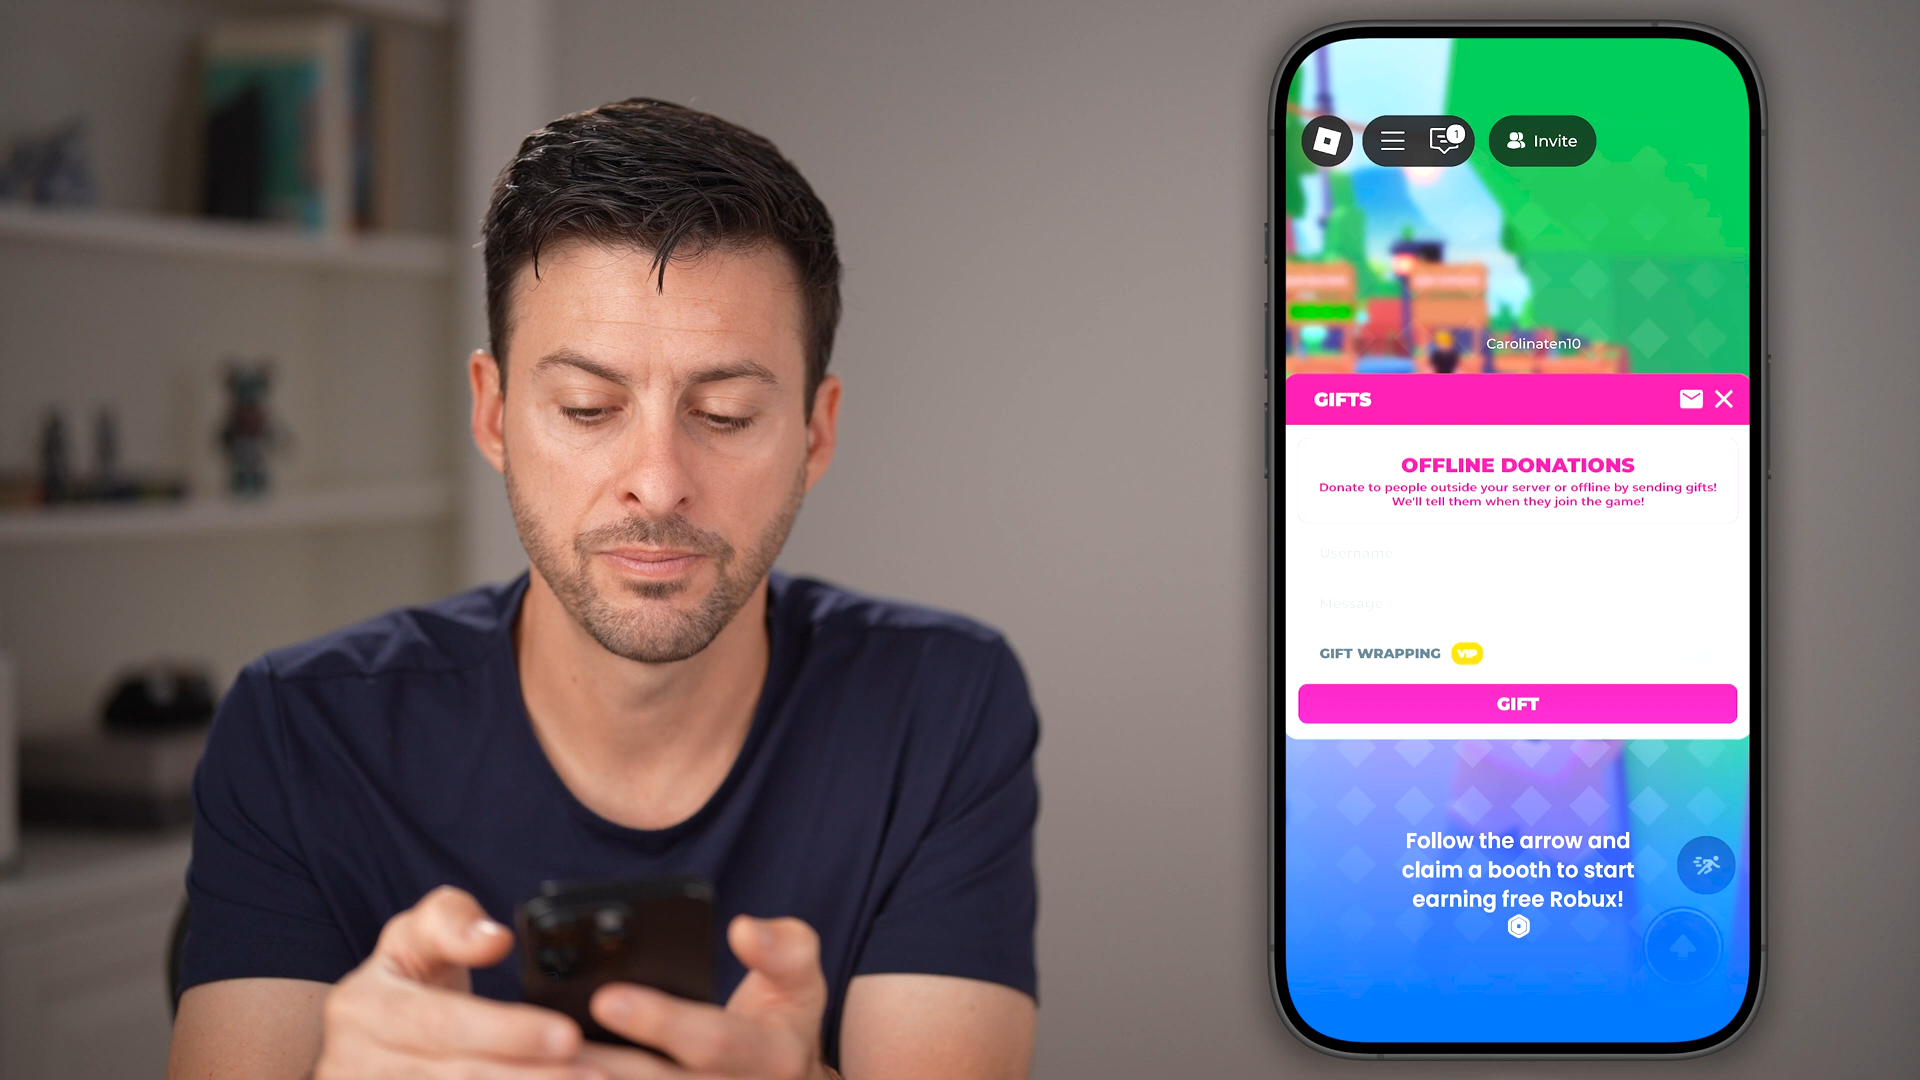 1
Invite
Carolinaten10
GIFTS
OFFLINE DONATIONS
Donate to people outside your server or offline by sending gifts!
We'll tell them when they join the game!
Username
Message
GIFT WRAPPING VIP
GIFT
Follow the arrow and
claim a booth to start
earning free Robux!